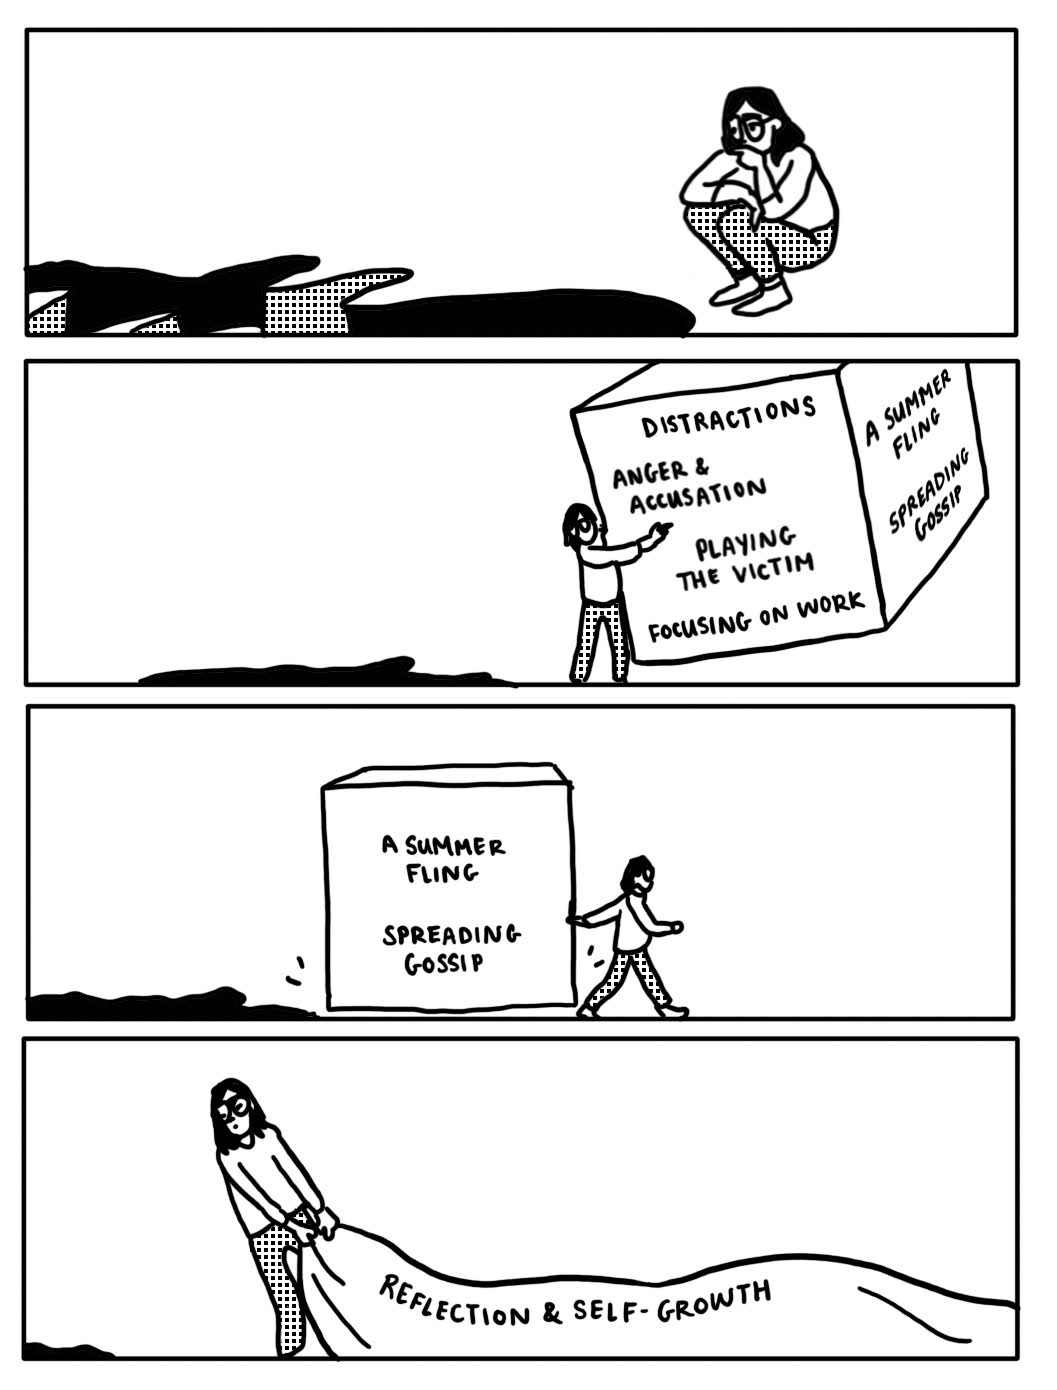 DISTRACTIONS
ANGER &
ACCUSATION
PLAYING
THE VICTIM
FOCUSING ON WORK
A SUMMER
FLING
SPREADING
GOSSIP
A SUMMER
FLING
SPREADING
GOSSIP
REFLECTION & SELF-GROWTH